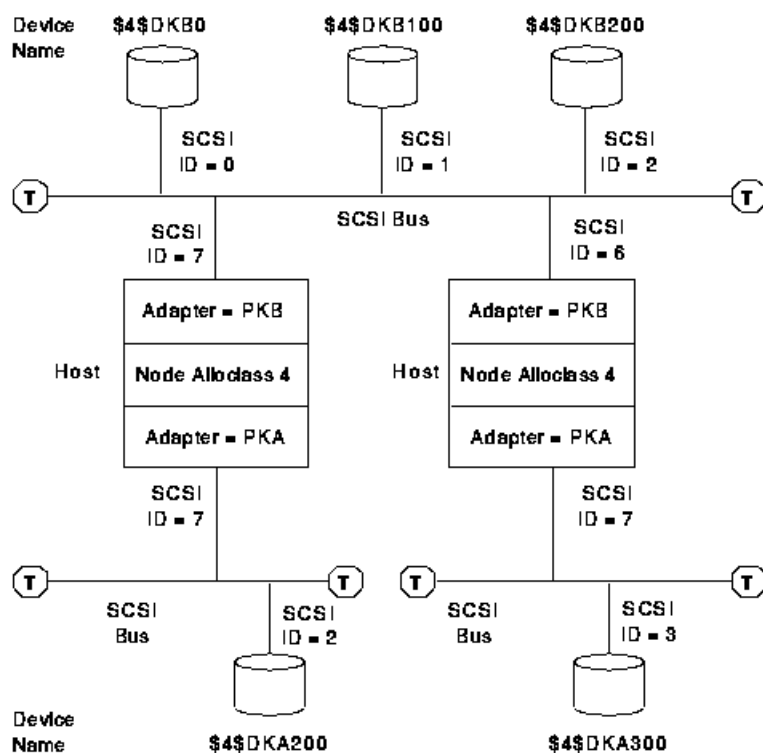 Device Name
$4$DKB0
$4$DKB100
$4$DKB200
SCSI
ID = 0
SCSI
ID = 1
SCSI
ID = 2
T
T
SCSI Bus
SCSI
ID = 7
SCSI
ID = 6
Adapter = PKB
Adapter = PKB
Host
Node Alloclass 4
Host
Node Alloclass 4
Adapter = PKA
Adapter = PKA
SCSI
ID = 7
SCSI
ID = 7
T
T
T
T
SCSI
Bus
SCSI
ID = 2
SCSI
Bus
SCSI
ID = 3
Device
Name
$4$DKA200
$4$DKA300